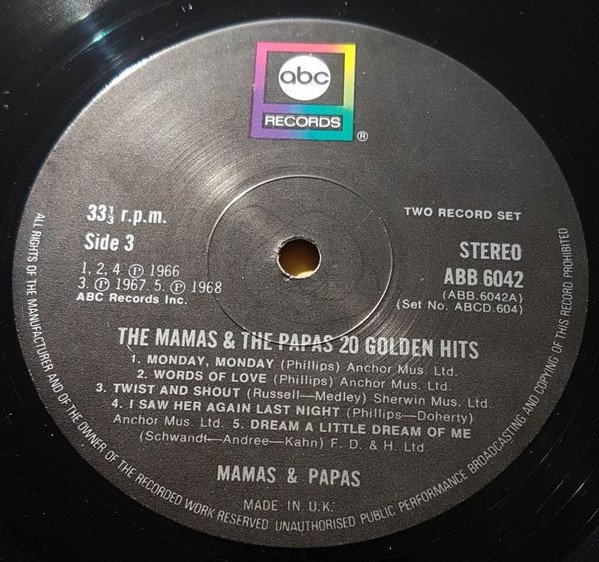 abc
RECORDS
®
33⅓ r.p.m.
Side 3
1, 2, 4 ℗ 1966
3. ℗ 1967. 5. ℗ 1968
ABC Records Inc.
TWO RECORD SET
STEREO
ABB 6042
(ABB.6042A)
(Set No. ABCD.604)
THE MAMAS & THE PAPAS 20 GOLDEN HITS
1. MONDAY, MONDAY (Phillips) Anchor Mus. Ltd.
2. WORDS OF LOVE (Phillips) Anchor Mus. Ltd.
3. TWIST AND SHOUT (Russell—Medley) Sherwin Mus. Ltd.
4. I SAW HER AGAIN LAST NIGHT (Phillips—Doherty)
Anchor Mus. Ltd. 5. DREAM A LITTLE DREAM OF ME
(Schwandt—Andree—Kahn) F. D. & H. Ltd.
MAMAS & PAPAS
MADE IN U.K.
ALL RIGHTS OF THE MANUFACTURER AND OF THE OWNER OF THE RECORDED WORK RESERVED UNAUTHORISED PUBLIC PERFORMANCE BROADCASTING AND COPYING OF THIS RECORD PROHIBITED